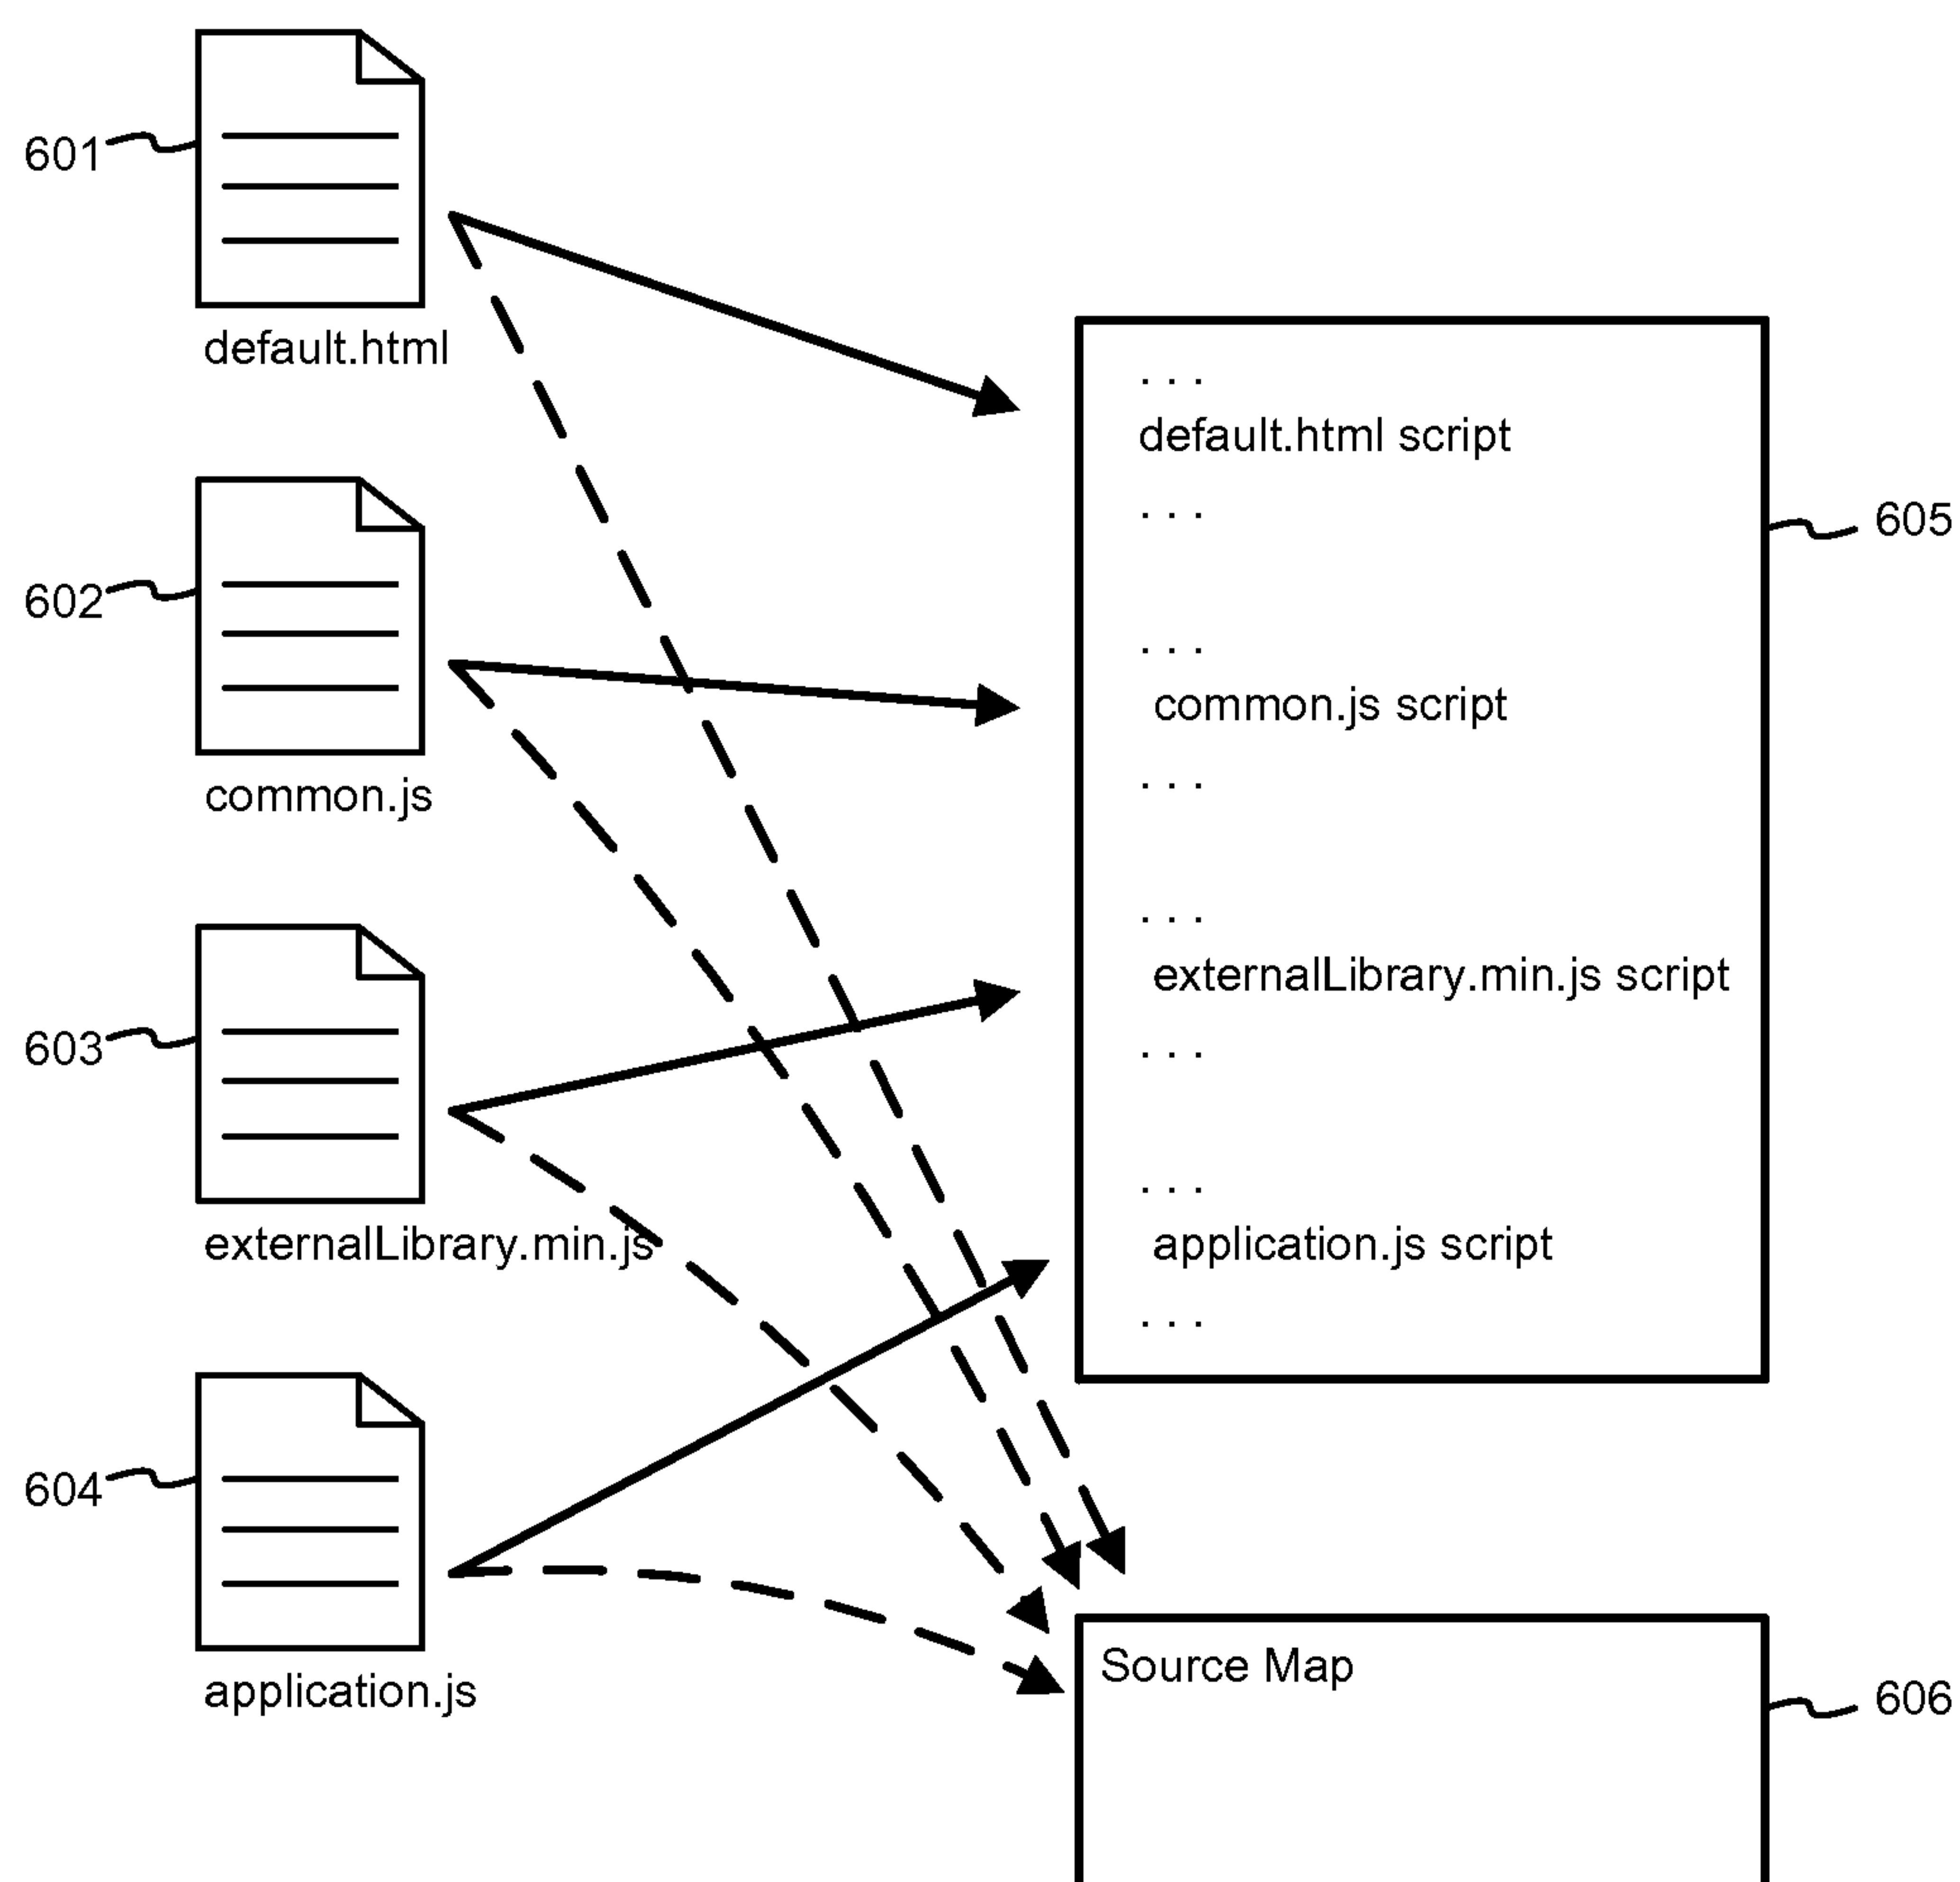 601
default.html
602
common.js
603
externalLibrary.min.js
604
application.js
. . .
default.html script
. . .
605
. . .
common.js script
. . .
. . .
externalLibrary.min.js script
. . .
. . .
application.js script
. . .
Source Map
606